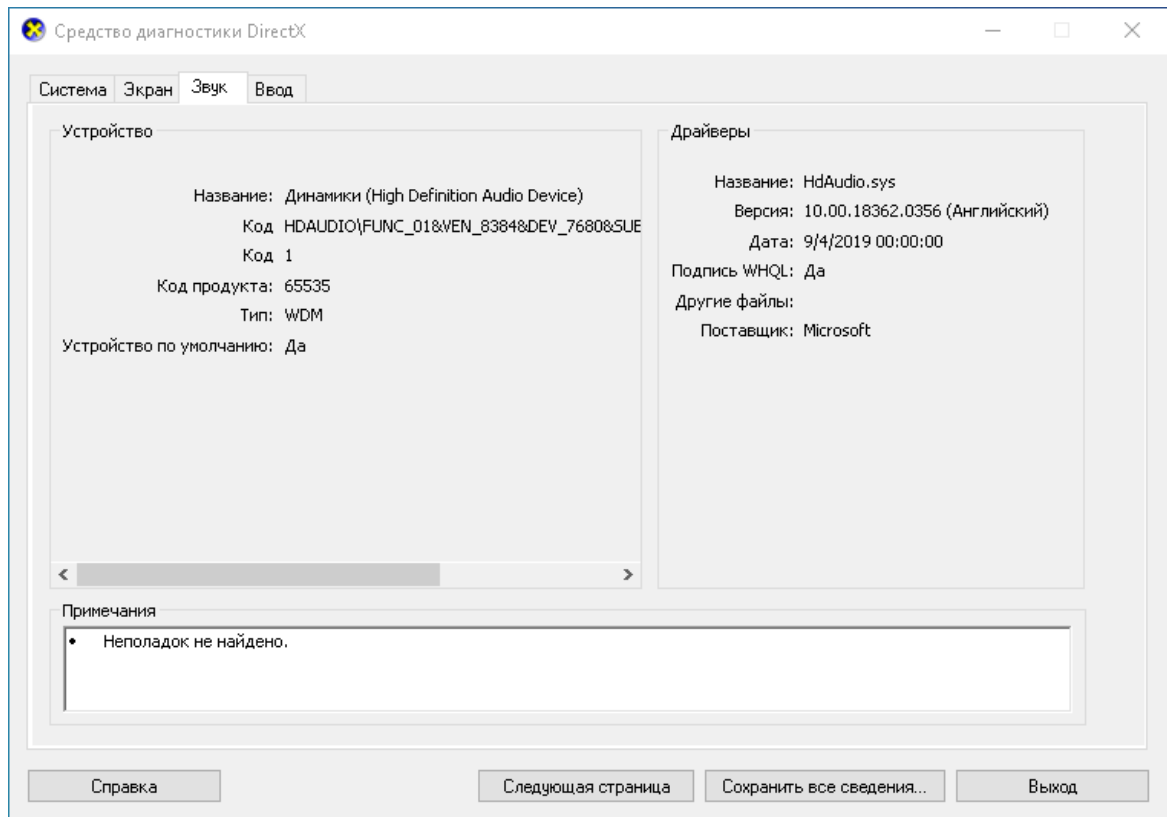 Средство диагностики DirectX
Система Экран Звук Ввод
Устройство
Название: Динамики (High Definition Audio Device)
Код HDAUDIO\FUNC_01&VEN_8384&DEV_7680&SUE
Код 1
Код продукта: 65535
Тип: WDM
Устройство по умолчанию: Да
Драйверы
Название: HdAudio.sys
Версия: 10.00.18362.0356 (Английский)
Дата: 9/4/2019 00:00:00
Подпись WHQL: Да
Другие файлы:
Поставщик: Microsoft
Примечания
• Неполадок не найдено.
Справка Следующая страница Сохранить все сведения... Выход